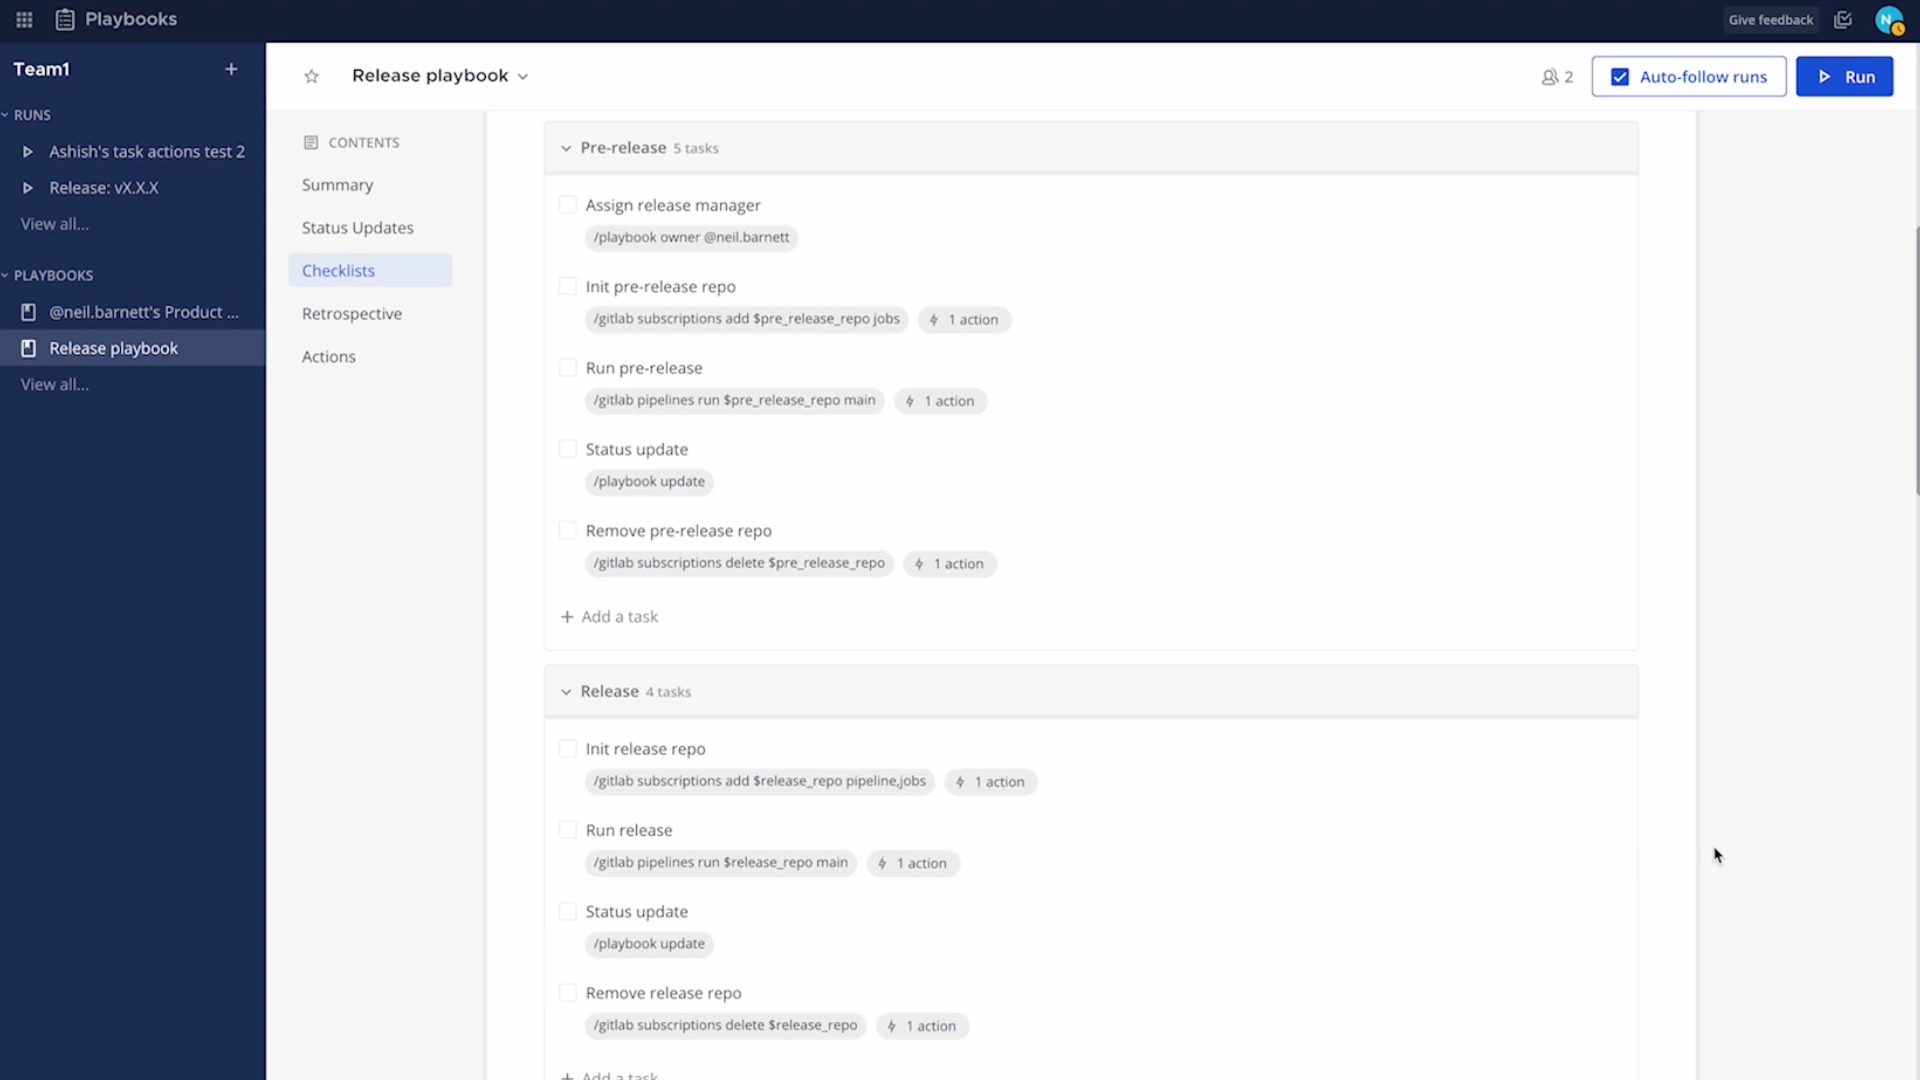 Playbooks
Give feedback
N
Team1
RUNS
Ashish's task actions test 2
Release: vX.X.X
View all...
PLAYBOOKS
@neil.barnett's Product ...
Release playbook
View all...
Release playbook
2
Auto-follow runs
Run
CONTENTS
Summary
Status Updates
Checklists
Retrospective
Actions
Pre-release 5 tasks
Assign release manager
/playbook owner @neil.barnett
Init pre-release repo
/gitlab subscriptions add $pre_release_repo jobs 1 action
Run pre-release
/gitlab pipelines run $pre_release_repo main 1 action
Status update
/playbook update
Remove pre-release repo
/gitlab subscriptions delete $pre_release_repo 1 action
Add a task
Release 4 tasks
Init release repo
/gitlab subscriptions add $release_repo pipeline,jobs 1 action
Run release
/gitlab pipelines run $release_repo main 1 action
Status update
/playbook update
Remove release repo
/gitlab subscriptions delete $release_repo 1 action
Add a task